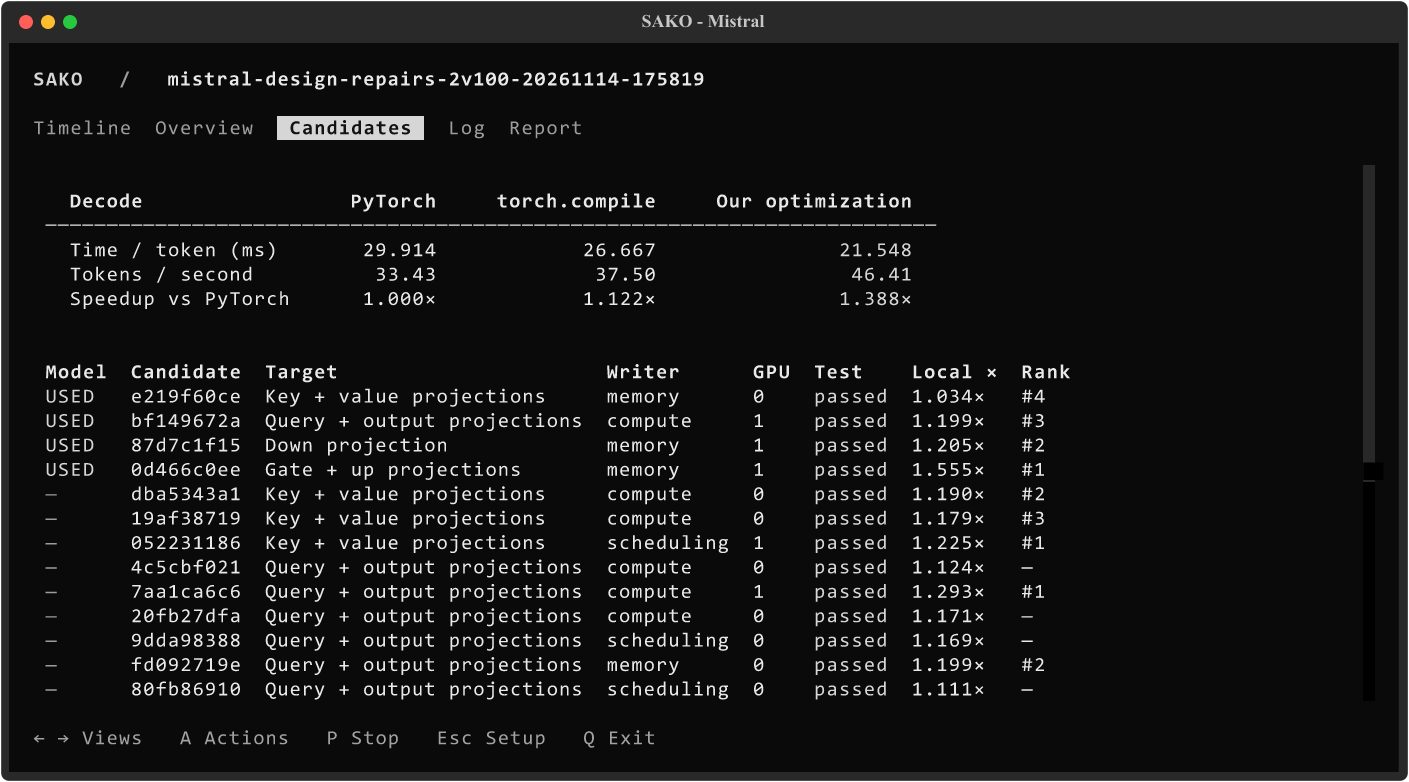 SAKO - Mistral
SAKO / mistral-design-repairs-2v100-20261114-175819
Timeline Overview Candidates Log Report
Decode PyTorch torch.compile Our optimization
Time / token (ms) 29.914 26.667 21.548
Tokens / second 33.43 37.50 46.41
Speedup vs PyTorch 1.000× 1.122× 1.388×
Model Candidate Target Writer GPU Test Local × Rank
USED e219f60ce Key + value projections memory 0 passed 1.034× #4
USED bf149672a Query + output projections compute 1 passed 1.199× #3
USED 87d7c1f15 Down projection memory 1 passed 1.205× #2
USED 0d466c0ee Gate + up projections memory 1 passed 1.555× #1
— dba5343a1 Key + value projections compute 0 passed 1.190× #2
— 19af38719 Key + value projections compute 0 passed 1.179× #3
— 052231186 Key + value projections scheduling 1 passed 1.225× #1
— 4c5cbf021 Query + output projections compute 0 passed 1.124× —
— 7aa1ca6c6 Query + output projections compute 1 passed 1.293× #1
— 20fb27dfa Query + output projections compute 0 passed 1.171× —
— 9dda98388 Query + output projections scheduling 0 passed 1.169× —
— fd092719e Query + output projections memory 0 passed 1.199× #2
— 80fb86910 Query + output projections scheduling 0 passed 1.111× —
← → Views A Actions P Stop Esc Setup Q Exit